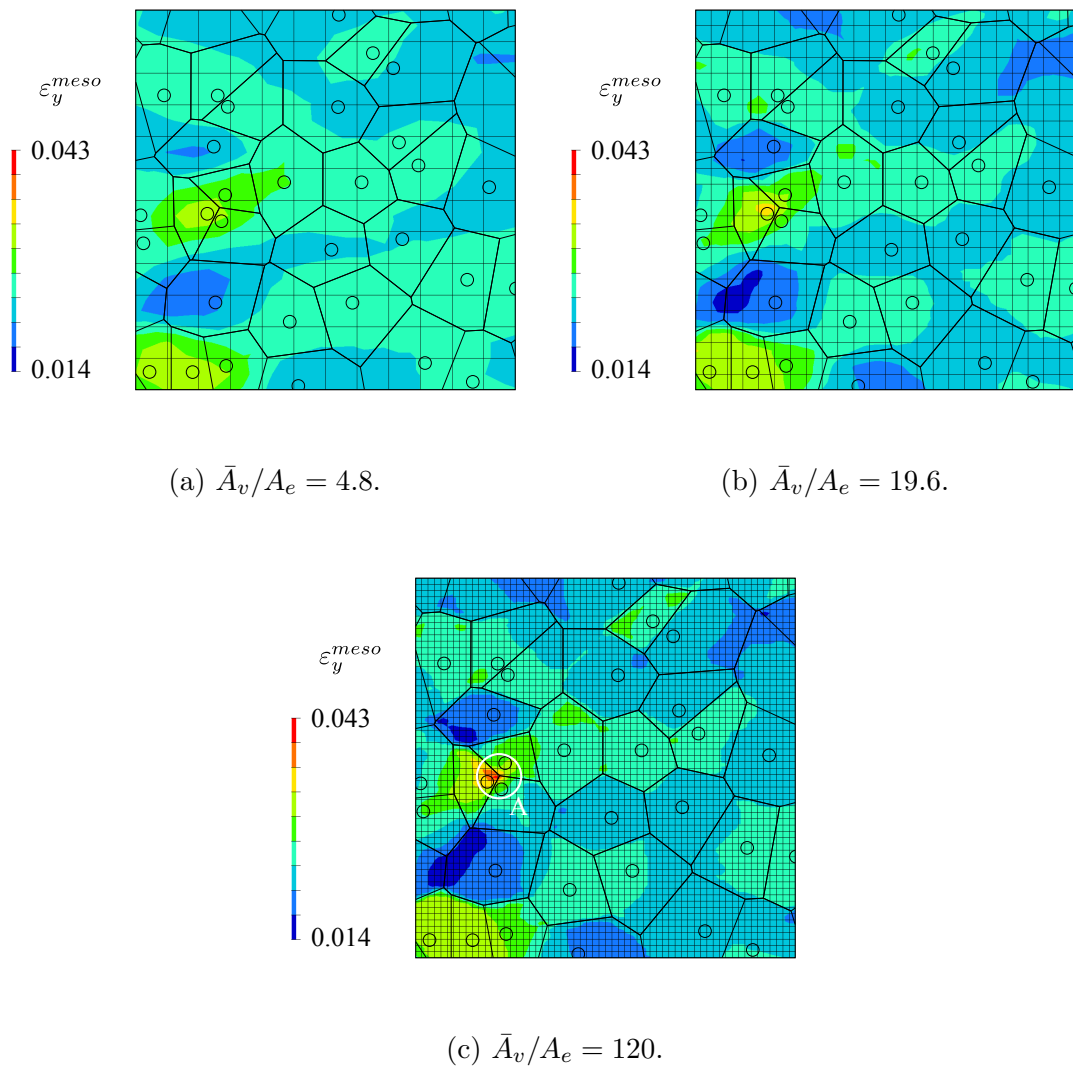 ε_y^{meso}
0.043
0.014
(a) Ā_v/A_e = 4.8.
ε_y^{meso}
0.043
0.014
(b) Ā_v/A_e = 19.6.
ε_y^{meso}
0.043
0.014
A
(c) Ā_v/A_e = 120.